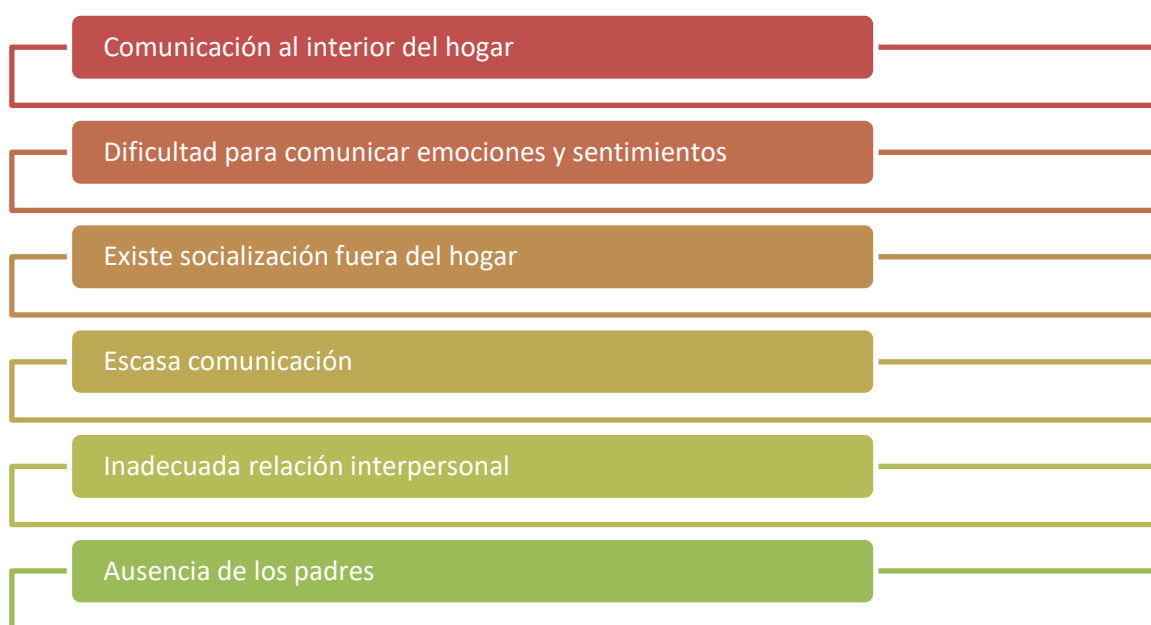 Comunicación al interior del hogar
Dificultad para comunicar emociones y sentimientos
Existe socialización fuera del hogar
Escasa comunicación
Inadecuada relación interpersonal
Ausencia de los padres